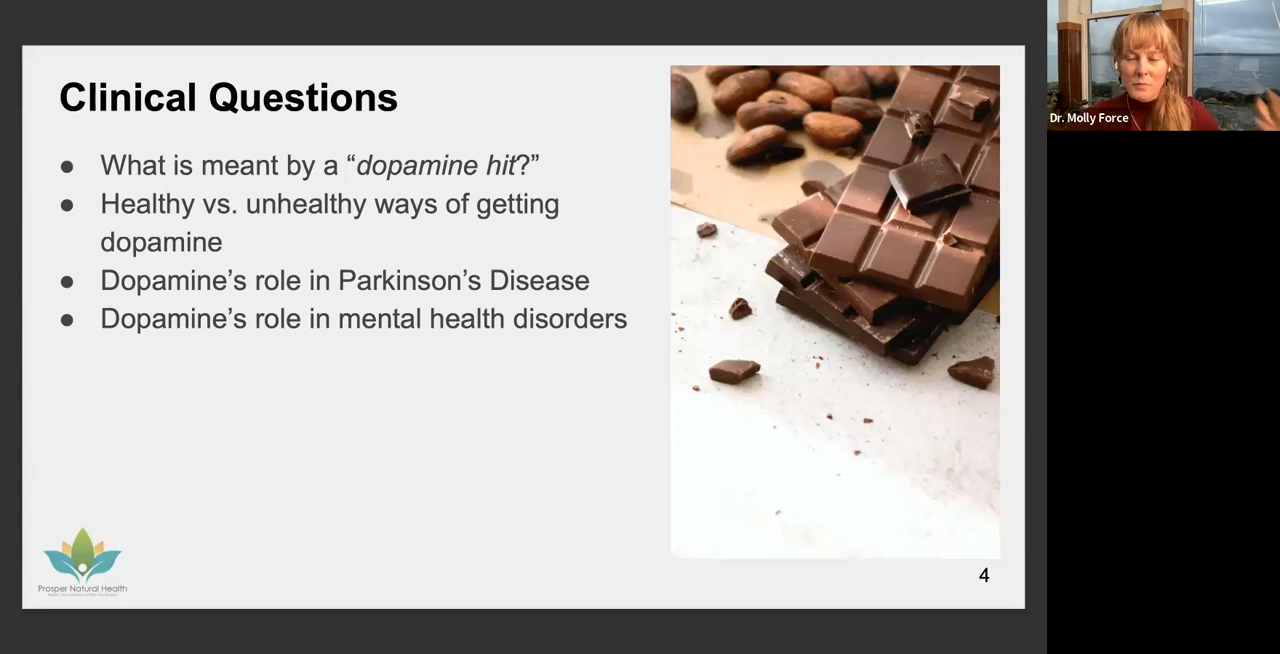 Clinical Questions
● What is meant by a “dopamine hit?”
● Healthy vs. unhealthy ways of getting
dopamine
● Dopamine’s role in Parkinson’s Disease
● Dopamine’s role in mental health disorders
Prosper Natural Health
4
Dr. Molly Force